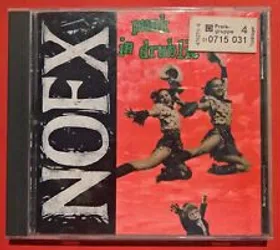 NOFX
punk
in drublic
Preis-
gruppe 4
0715 031